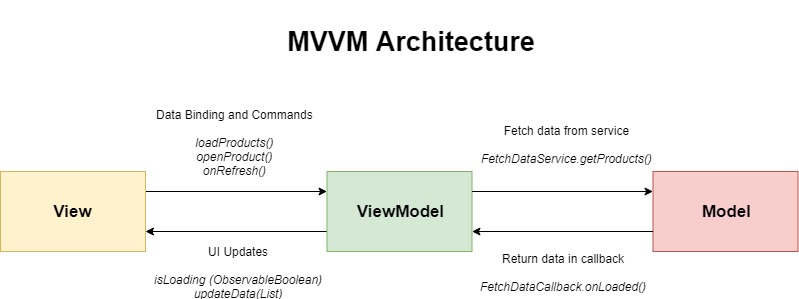 MVVM Architecture
Data Binding and Commands
loadProducts()
openProduct()
onRefresh()
Fetch data from service
FetchDataService.getProducts()
View
ViewModel
Model
UI Updates
isLoading (ObservableBoolean)
updateData(List)
Return data in callback
FetchDataCallback.onLoaded()